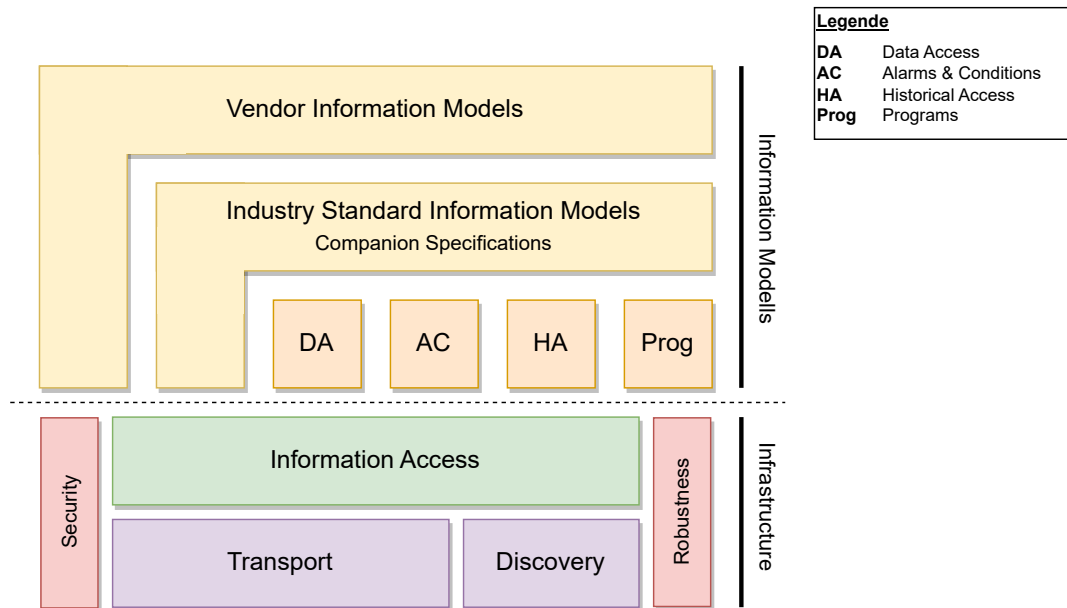 Legende
DA Data Access
AC Alarms & Conditions
HA Historical Access
Prog Programs
Vendor Information Models
Industry Standard Information Models
Companion Specifications
DA AC HA Prog
Information Modells
Security
Information Access
Robustness
Transport Discovery
Infrastructure